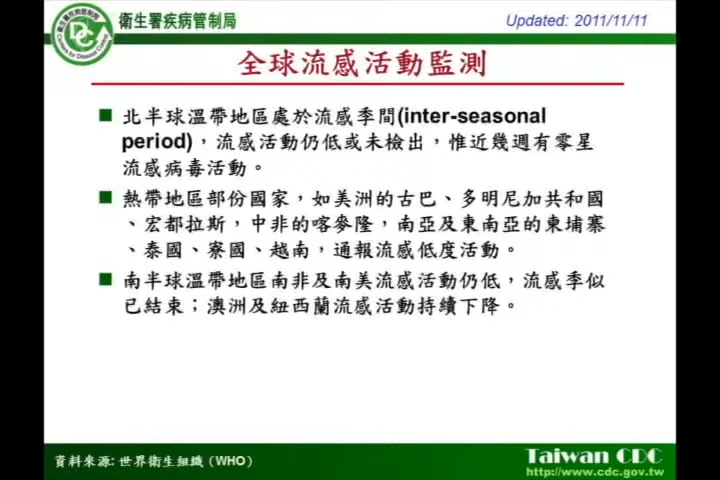 衛生署疾病管制局
Updated: 2011/11/11
全球流感活動監測
北半球溫帶地區處於流感季間(inter-seasonal
period)，流感活動仍低或未檢出，惟近幾週有零星
流感病毒活動。
熱帶地區部份國家，如美洲的古巴、多明尼加共和國
、宏都拉斯，中非的喀麥隆，南亞及東南亞的柬埔寨
、泰國、寮國、越南，通報流感低度活動。
南半球溫帶地區南非及南美流感活動仍低，流感季似
已結束；澳洲及紐西蘭流感活動持續下降。
資料來源: 世界衛生組織（WHO）
Taiwan CDC
http://www.cdc.gov.tw